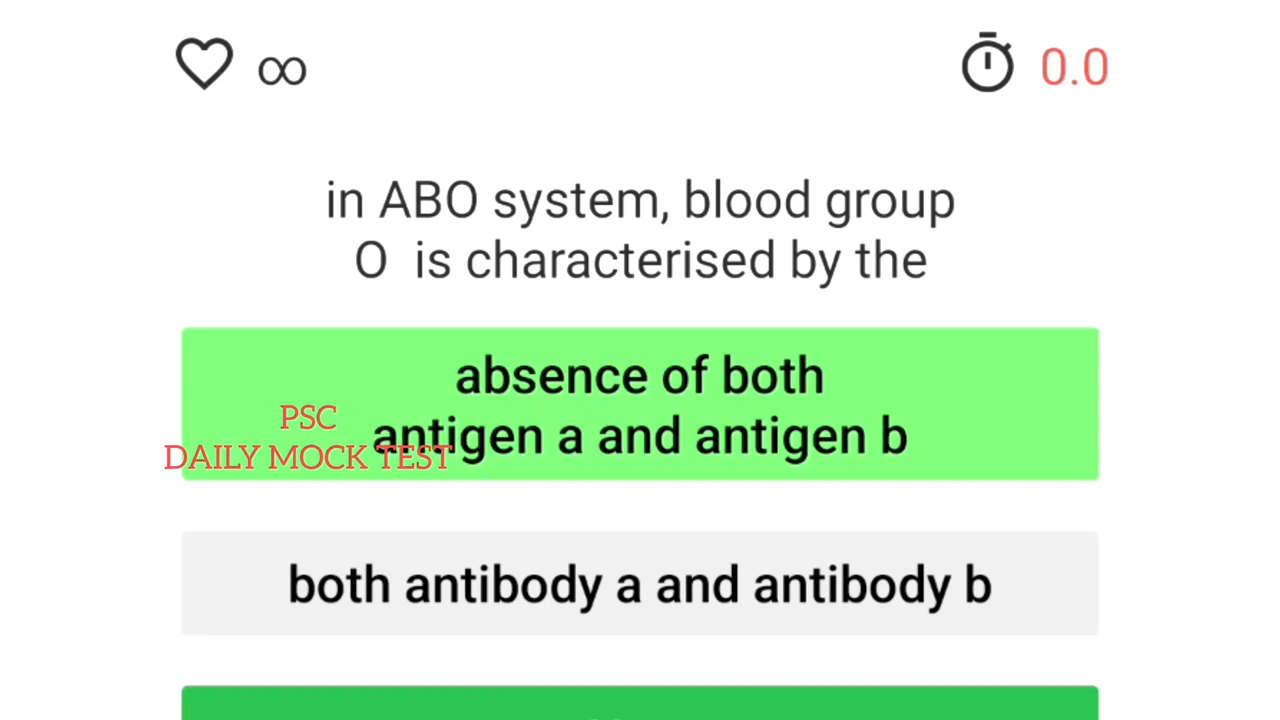 ∞
0.0
in ABO system, blood group
O is characterised by the
absence of both
antigen a and antigen b
PSC
DAILY MOCK TEST
both antibody a and antibody b